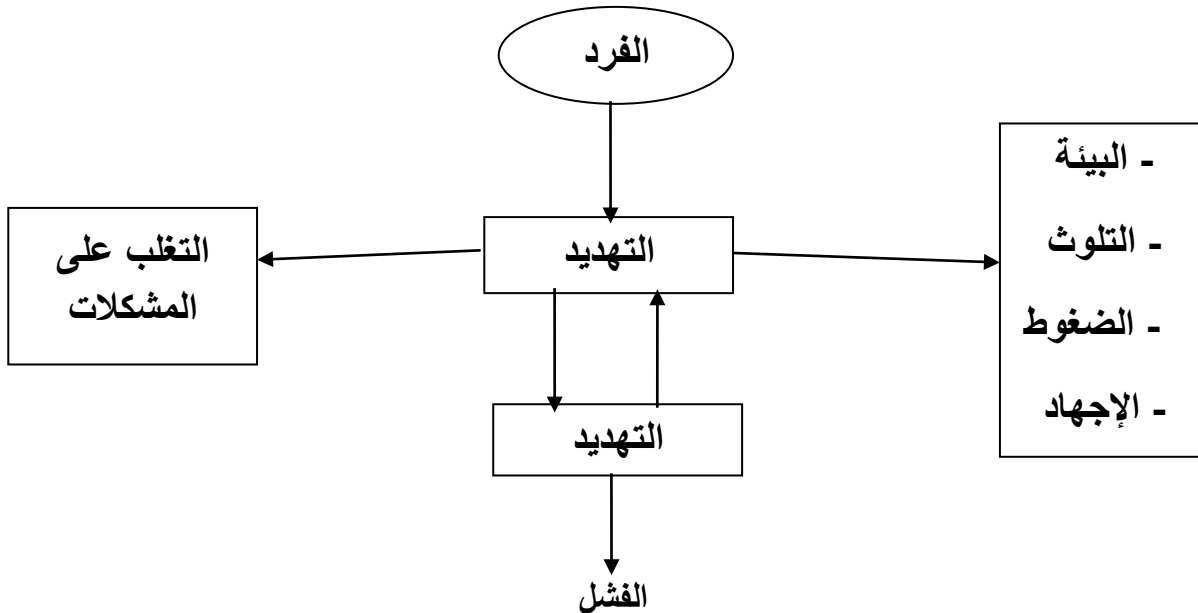 الفرد
- البيئة
- التلوث
- الضغوط
- الإجهاد
التهديد
التغلب على
المشكلات
التهديد
الفشل